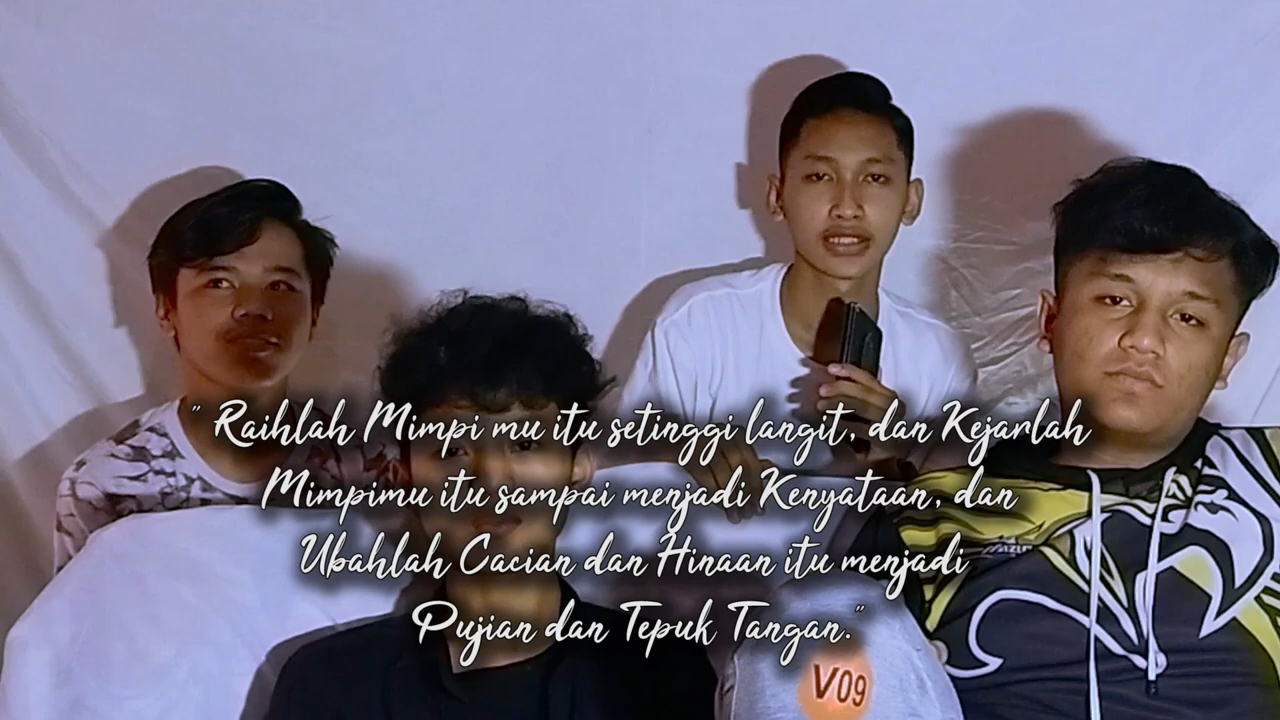 " Raihlah Mimpi mu itu setinggi langit, dan Kejarlah
Mimpimu itu sampai menjadi Kenyataan, dan
Ubahlah Cacian dan Hinaan itu menjadi
Pujian dan Tepuk Tangan."
V09